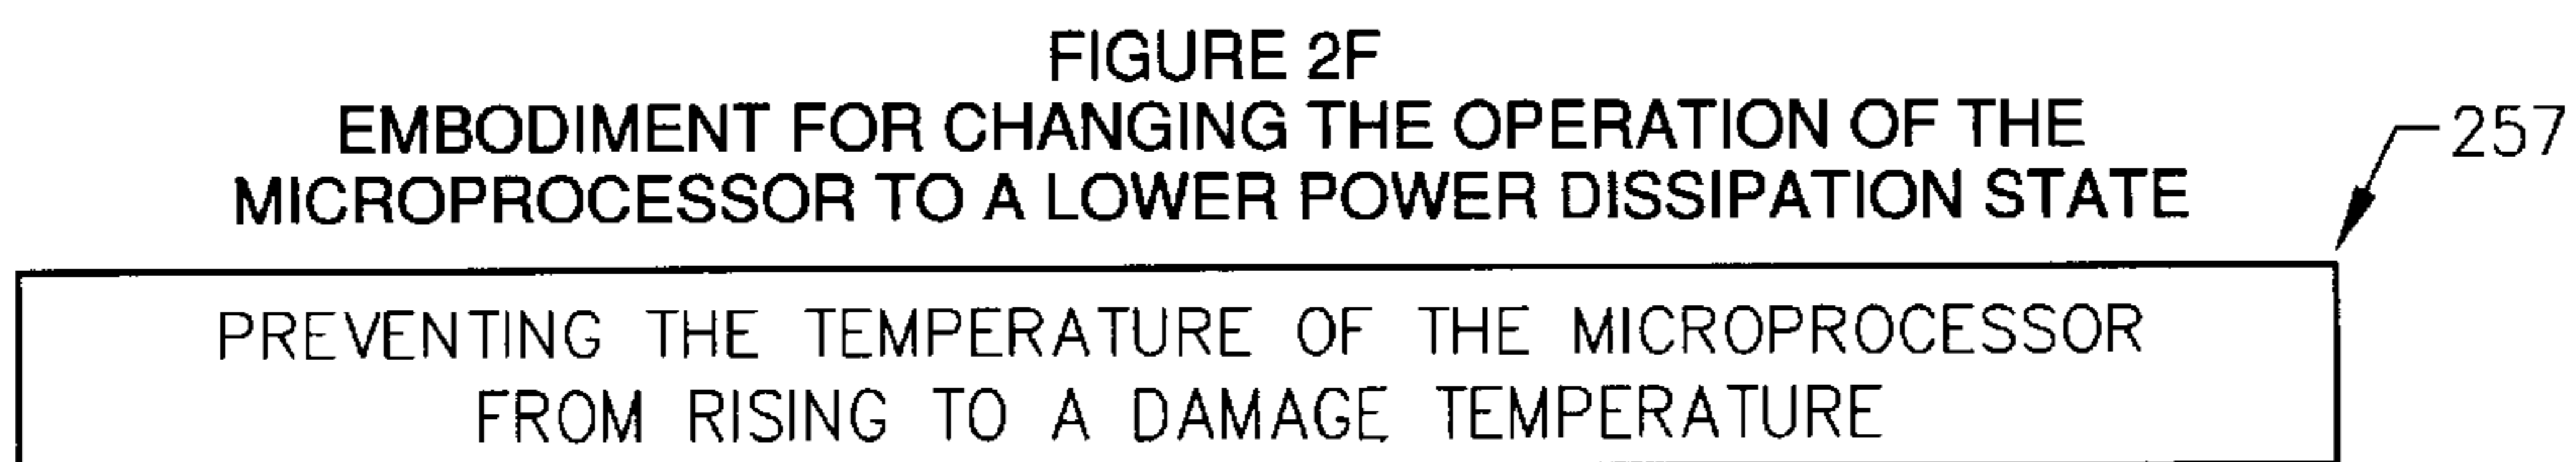 FIGURE 2F
EMBODIMENT FOR CHANGING THE OPERATION OF THE
MICROPROCESSOR TO A LOWER POWER DISSIPATION STATE
257
PREVENTING THE TEMPERATURE OF THE MICROPROCESSOR
FROM RISING TO A DAMAGE TEMPERATURE